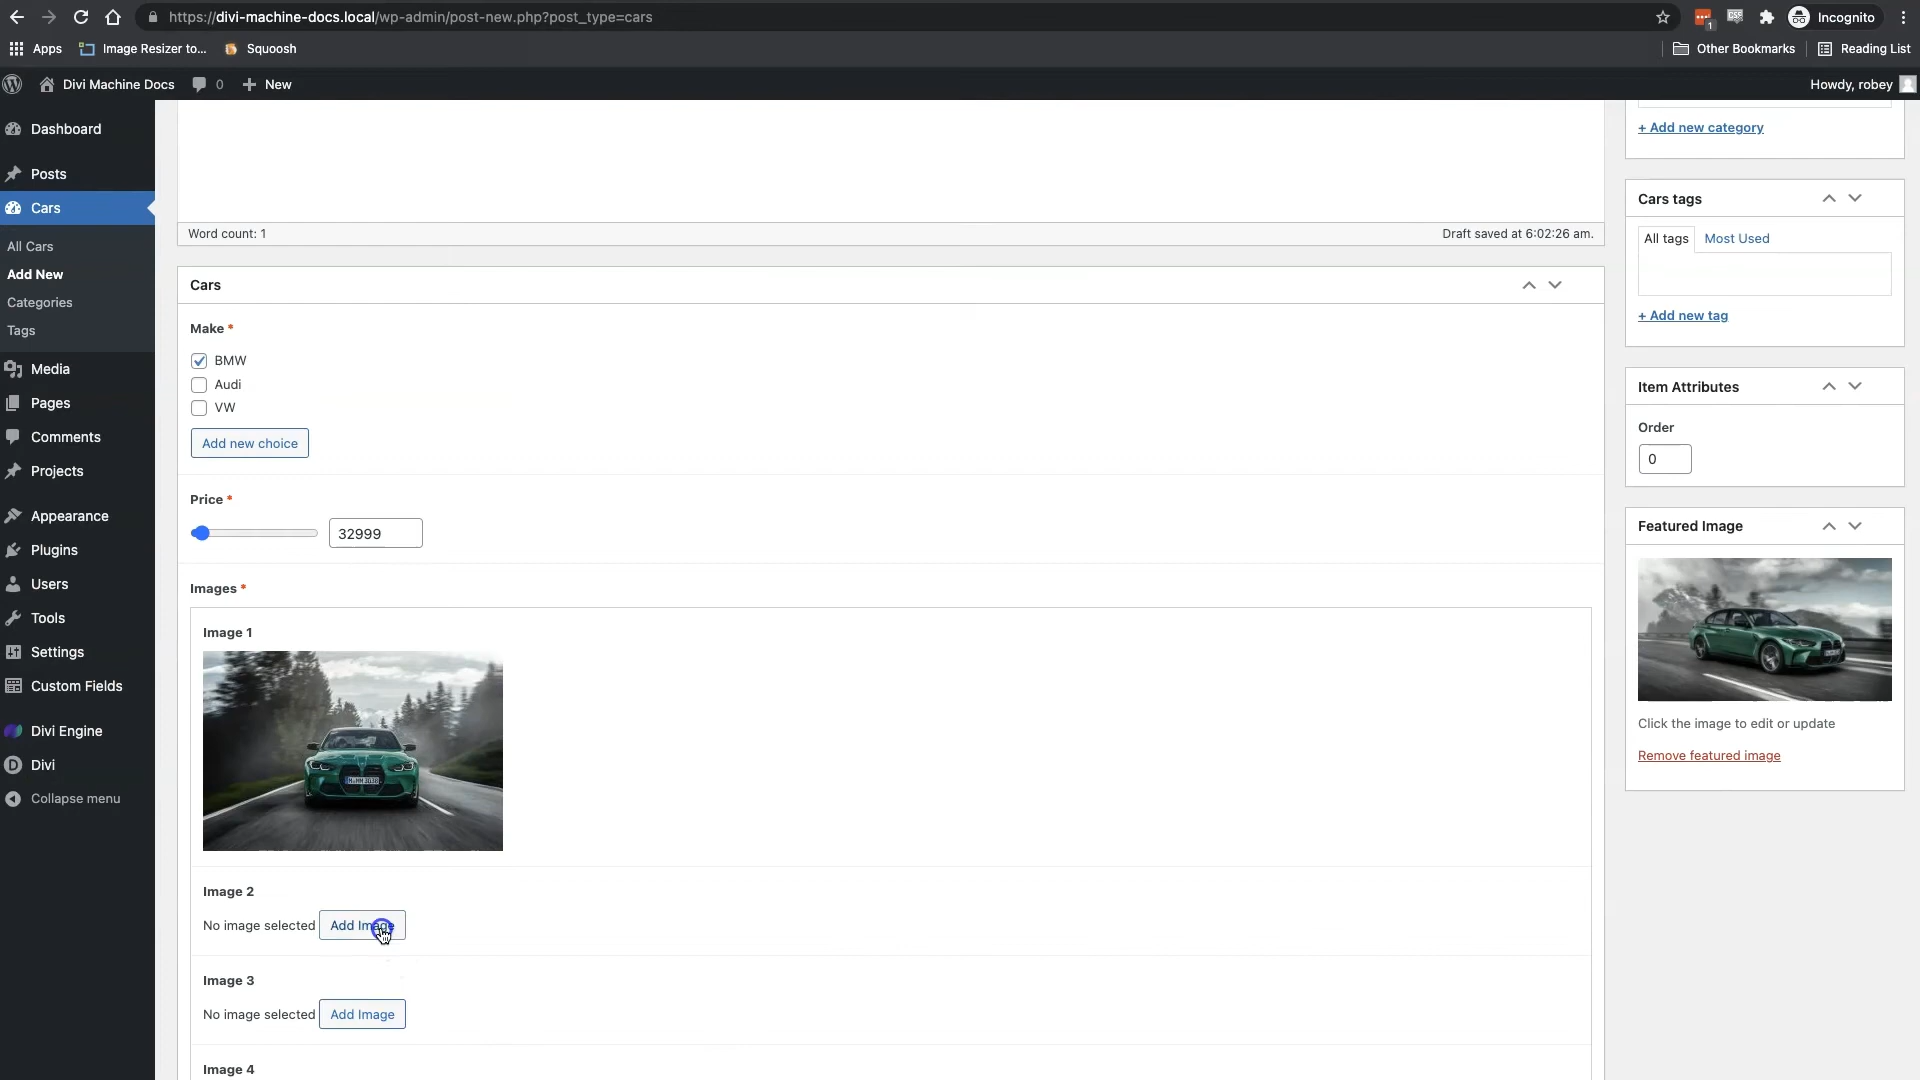 https://divi-machine-docs.local/wp-admin/post-new.php?post_type=cars
1
CSF
Incognito
Apps
Image Resizer to...
Squoosh
Other Bookmarks
Reading List
Divi Machine Docs
0
New
Howdy, robey
Dashboard
Posts
Cars
All Cars
Add New
Categories
Tags
Media
Pages
Comments
Projects
Appearance
Plugins
Users
Tools
Settings
Custom Fields
Divi Engine
Divi
Collapse menu
Word count: 1
Draft saved at 6:02:26 am.
Cars
Make *
BMW
Audi
VW
Add new choice
Price *
32999
Images *
Image 1
Image 2
No image selected
Add Image
Image 3
No image selected
Add Image
Image 4
+ Add new category
Cars tags
All tags
Most Used
+ Add new tag
Item Attributes
Order
0
Featured Image
Click the image to edit or update
Remove featured image